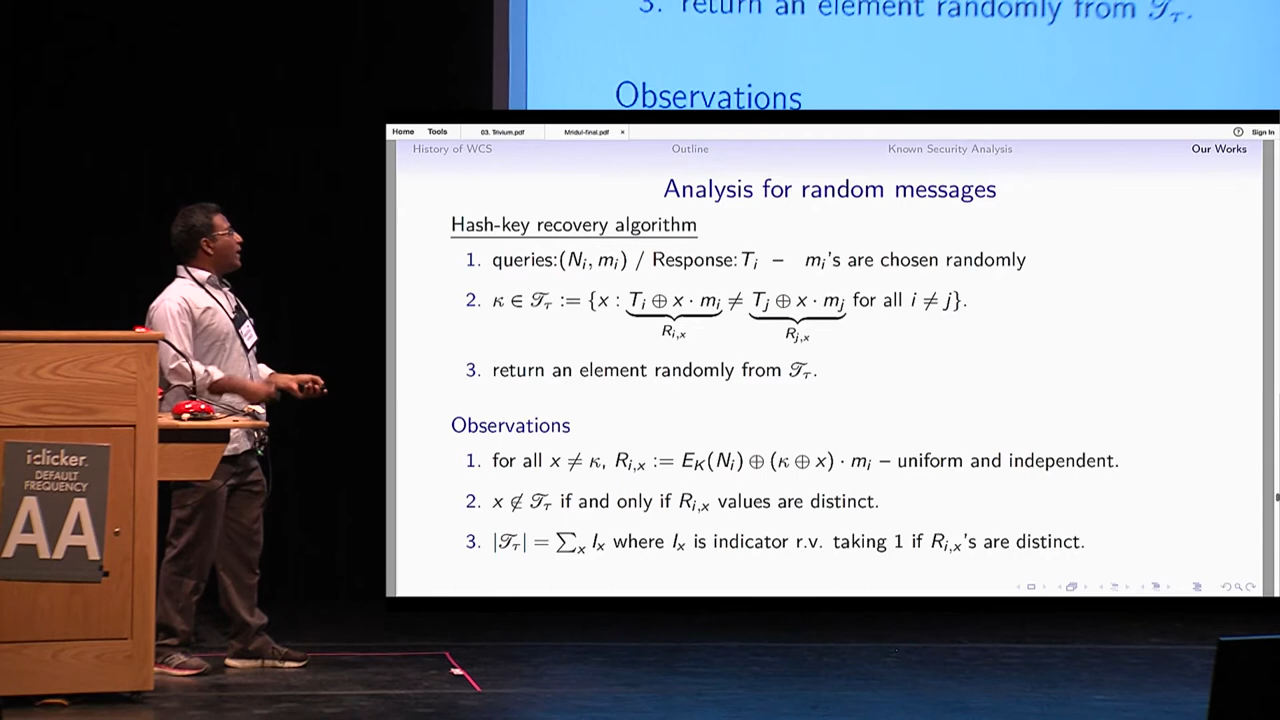 3. return an element randomly from 𝒯τ.
Observations
Home Tools 03. Trivium.pdf Mridul-final.pdf × ? Sign In
History of WCS Outline Known Security Analysis Our Works
Analysis for random messages
Hash-key recovery algorithm
1. queries:(Nᵢ, mᵢ) / Response: Tᵢ − mᵢ's are chosen randomly
2. κ ∈ 𝒯τ := {x : Tᵢ ⊕ x · mᵢ ≠ Tⱼ ⊕ x · mⱼ for all i ≠ j}.
Rᵢ,ₓ Rⱼ,ₓ
3. return an element randomly from 𝒯τ.
Observations
1. for all x ≠ κ, Rᵢ,ₓ := E_K(Nᵢ) ⊕ (κ ⊕ x) · mᵢ − uniform and independent.
2. x ∉ 𝒯τ if and only if Rᵢ,ₓ values are distinct.
3. |𝒯τ| = ∑ₓ Iₓ where Iₓ is indicator r.v. taking 1 if Rᵢ,ₓ's are distinct.
iclicker.
DEFAULT
FREQUENCY
AA